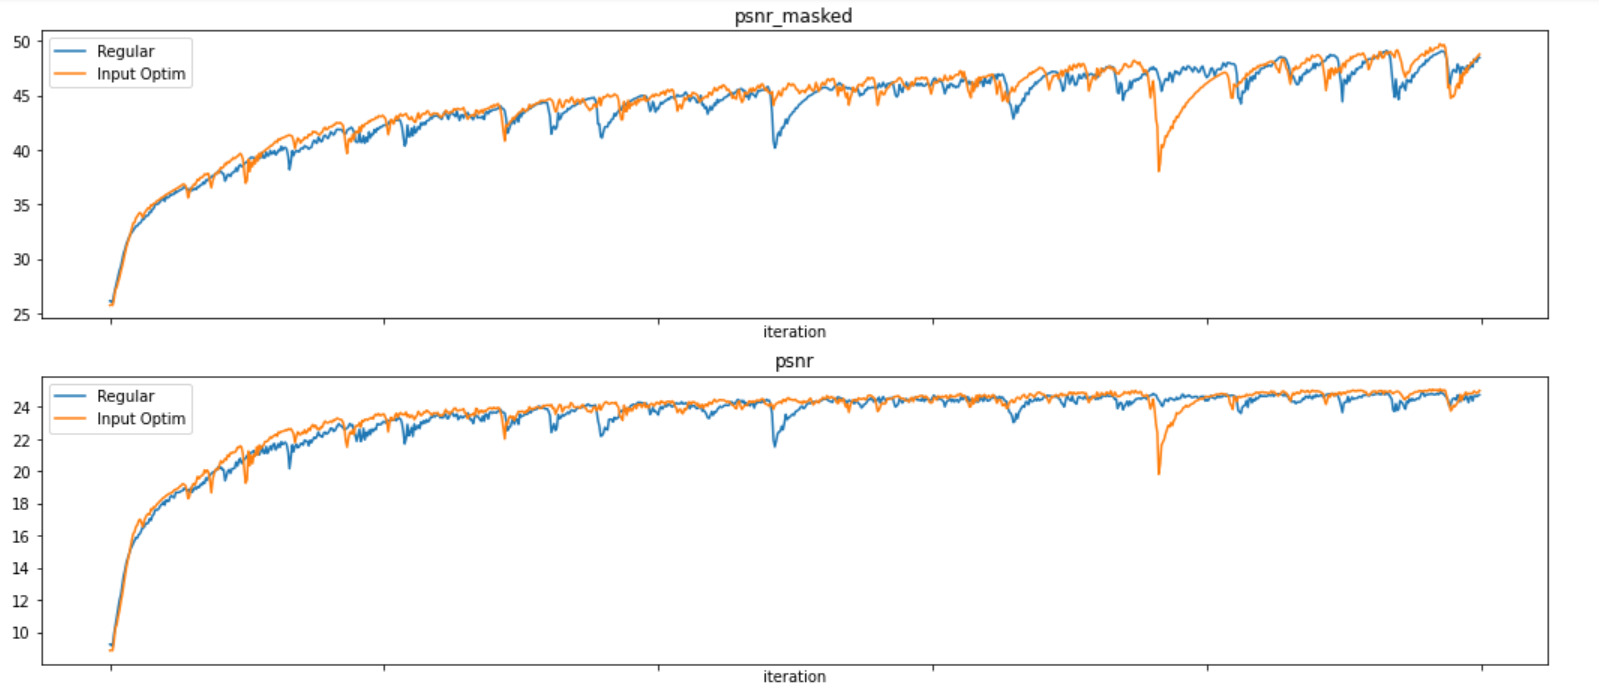 psnr_masked
50
45
40
35
30
25
Regular
Input Optim
iteration
psnr
24
22
20
18
16
14
12
10
Regular
Input Optim
iteration